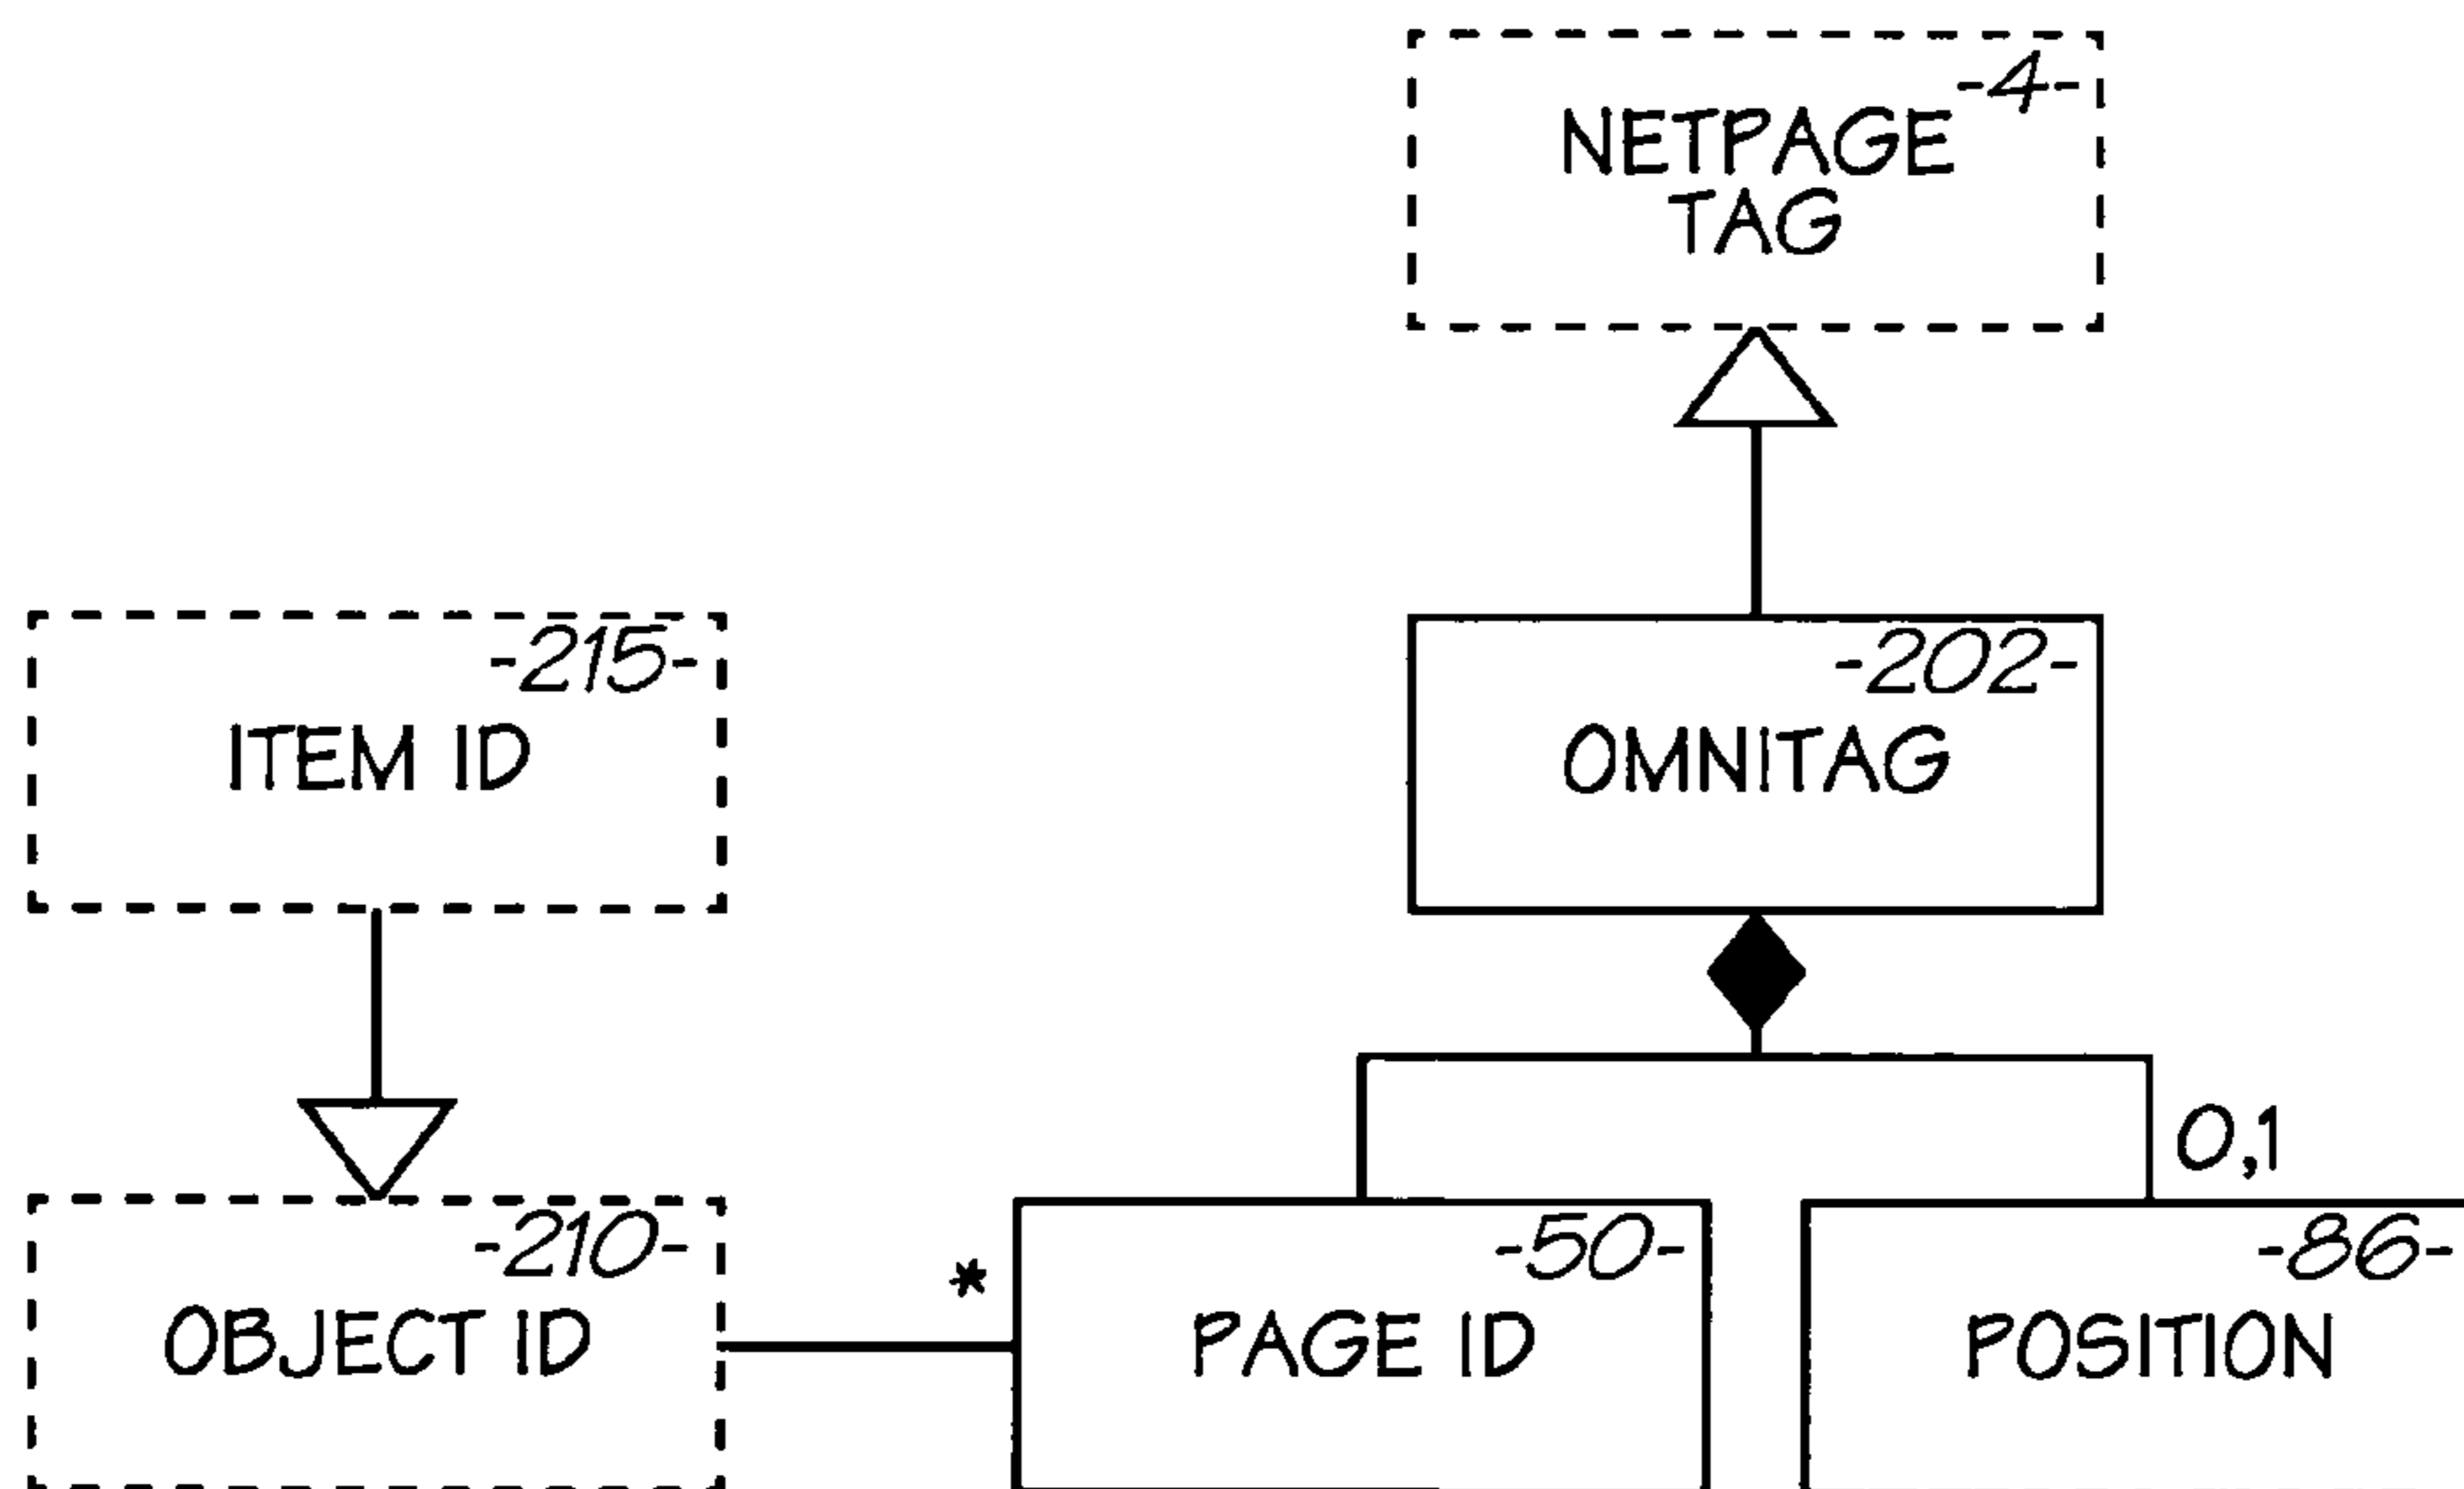 -4-
NETPAGE
TAG
-215-
ITEM ID
-202-
OMNITAG
0,1
-210-
OBJECT ID
*
-50-
PAGE ID
-86-
POSITION